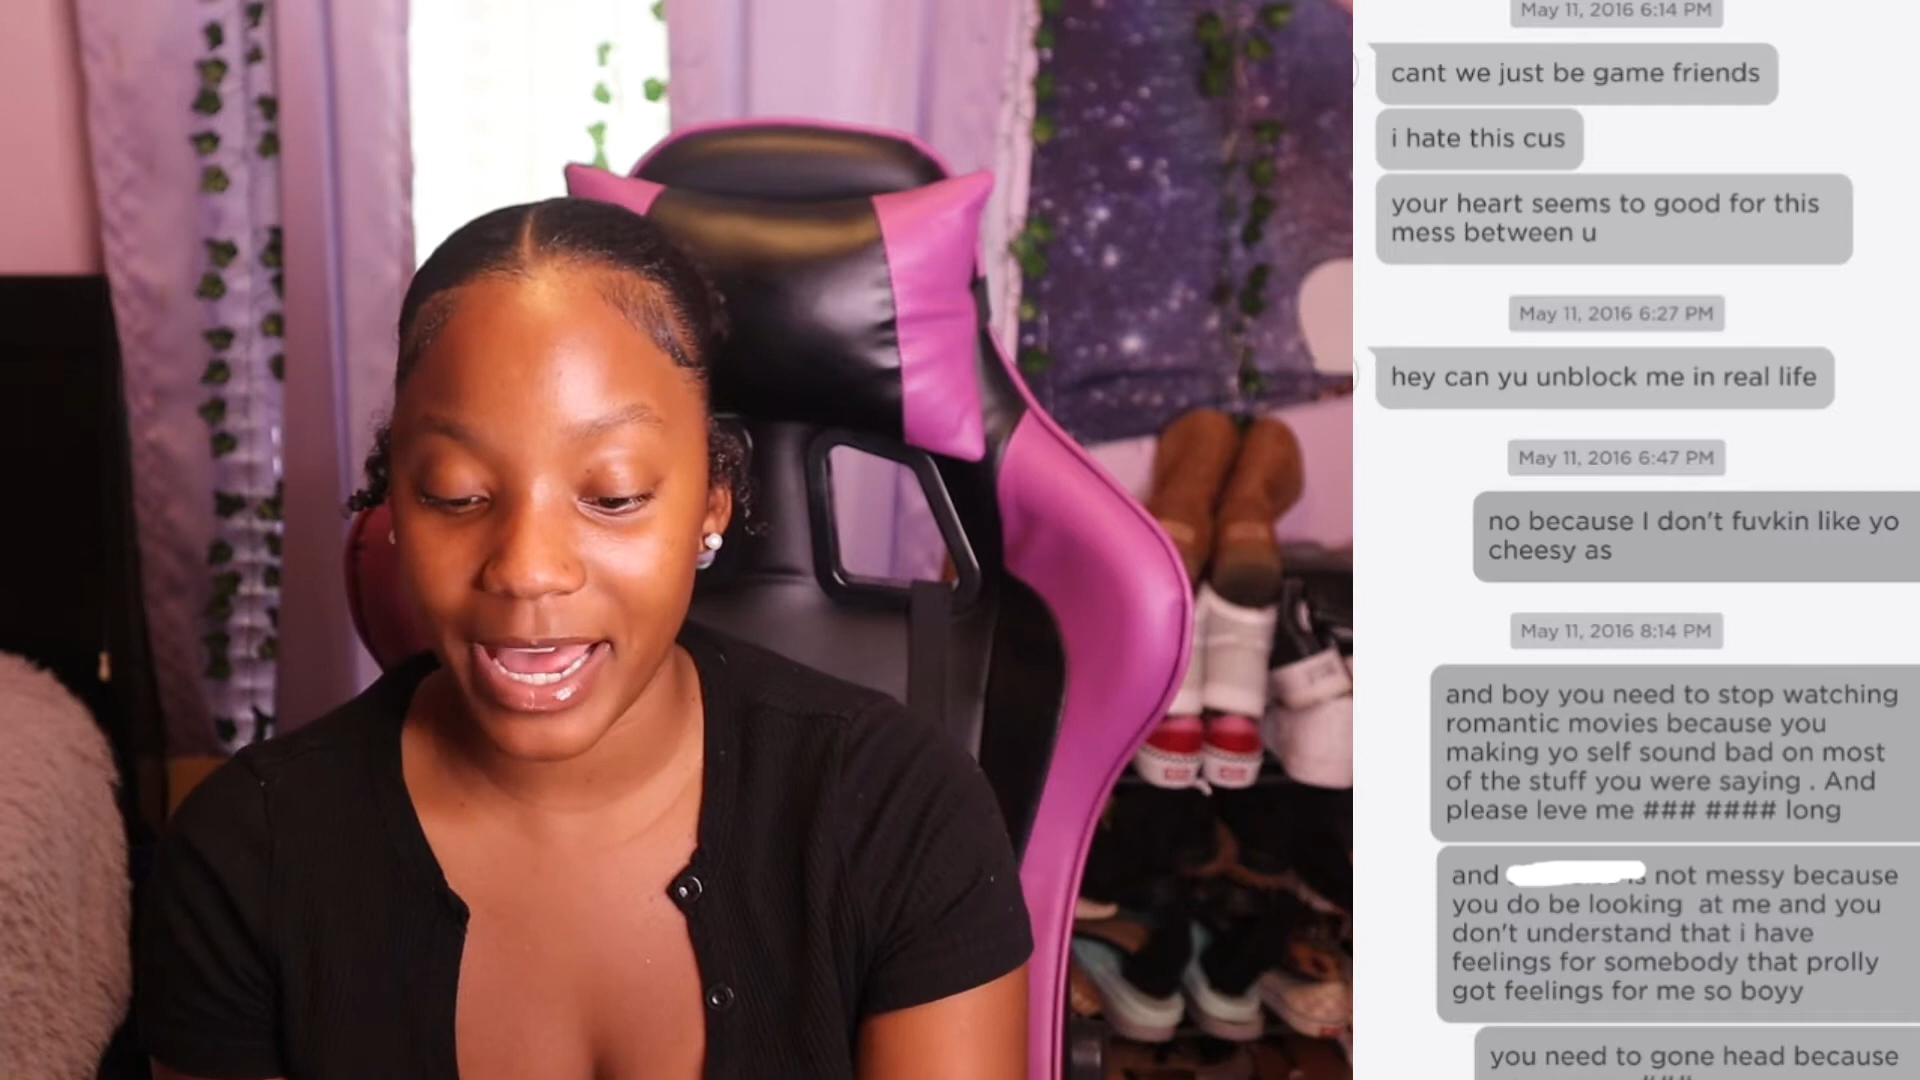 May 11, 2016 6:14 PM
cant we just be game friends
i hate this cus
your heart seems to good for this
mess between u
May 11, 2016 6:27 PM
hey can yu unblock me in real life
May 11, 2016 6:47 PM
no because I don't fuvkin like yo
cheesy as
May 11, 2016 8:14 PM
and boy you need to stop watching
romantic movies because you
making yo self sound bad on most
of the stuff you were saying . And
please leve me ### #### long
and not messy because
you do be looking at me and you
don't understand that i have
feelings for somebody that prolly
got feelings for me so boyy
you need to gone head because